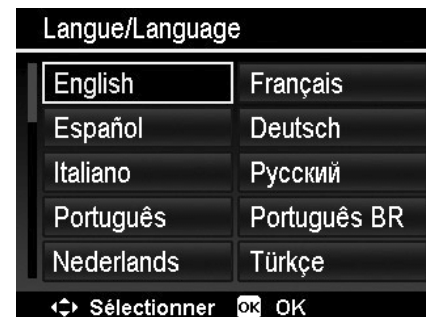 Langue/Language
English Français
Español Deutsch
Italiano Русский
Português Português BR
Nederlands Türkçe
Sélectionner OK OK